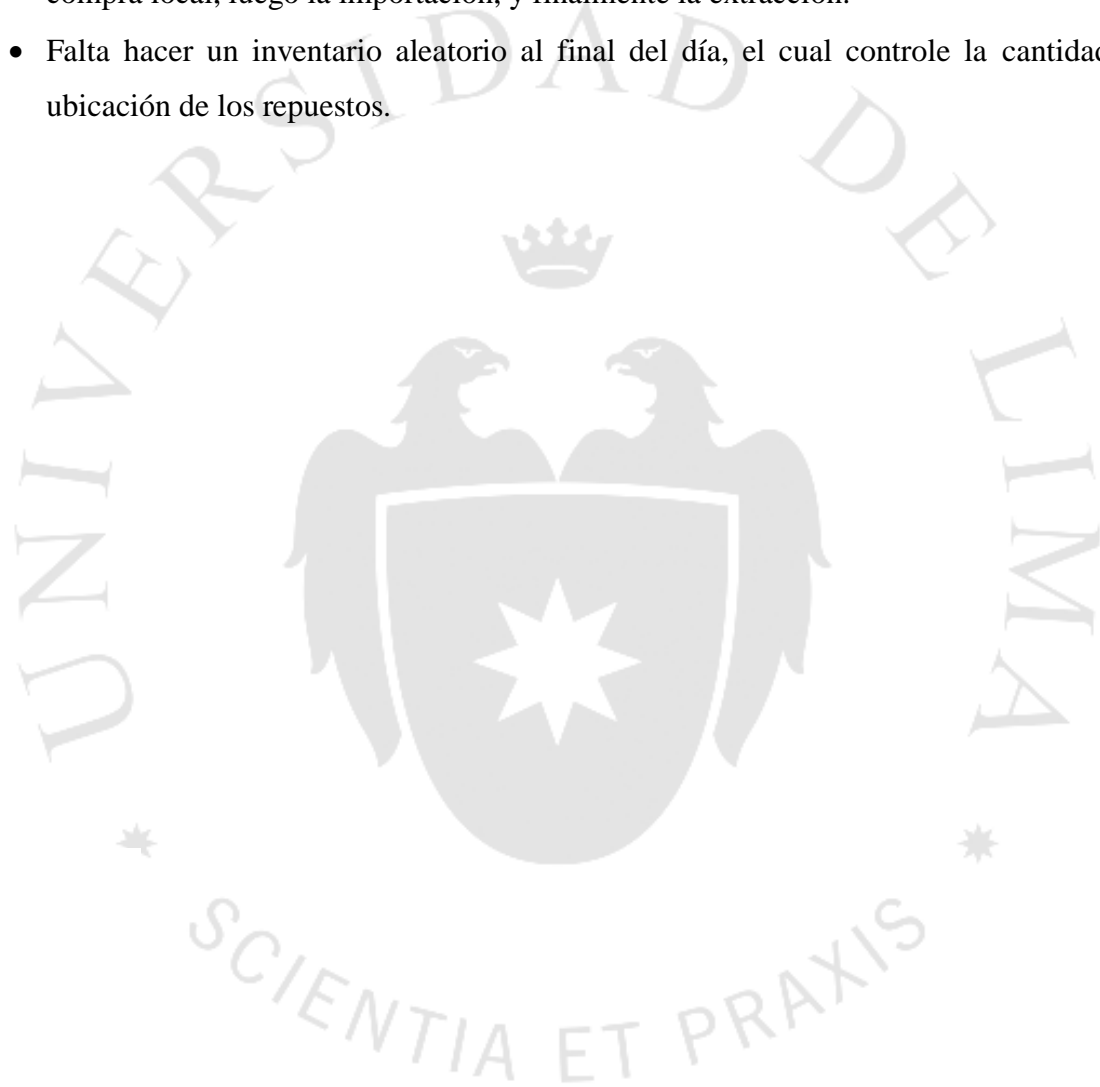 compra local, luego la importación, y finalmente la extracción.
• Falta hacer un inventario aleatorio al final del día, el cual controle la cantidad
ubicación de los repuestos.
UNIVERSIDAD DE LIMA
SCIENTIA ET PRAXIS